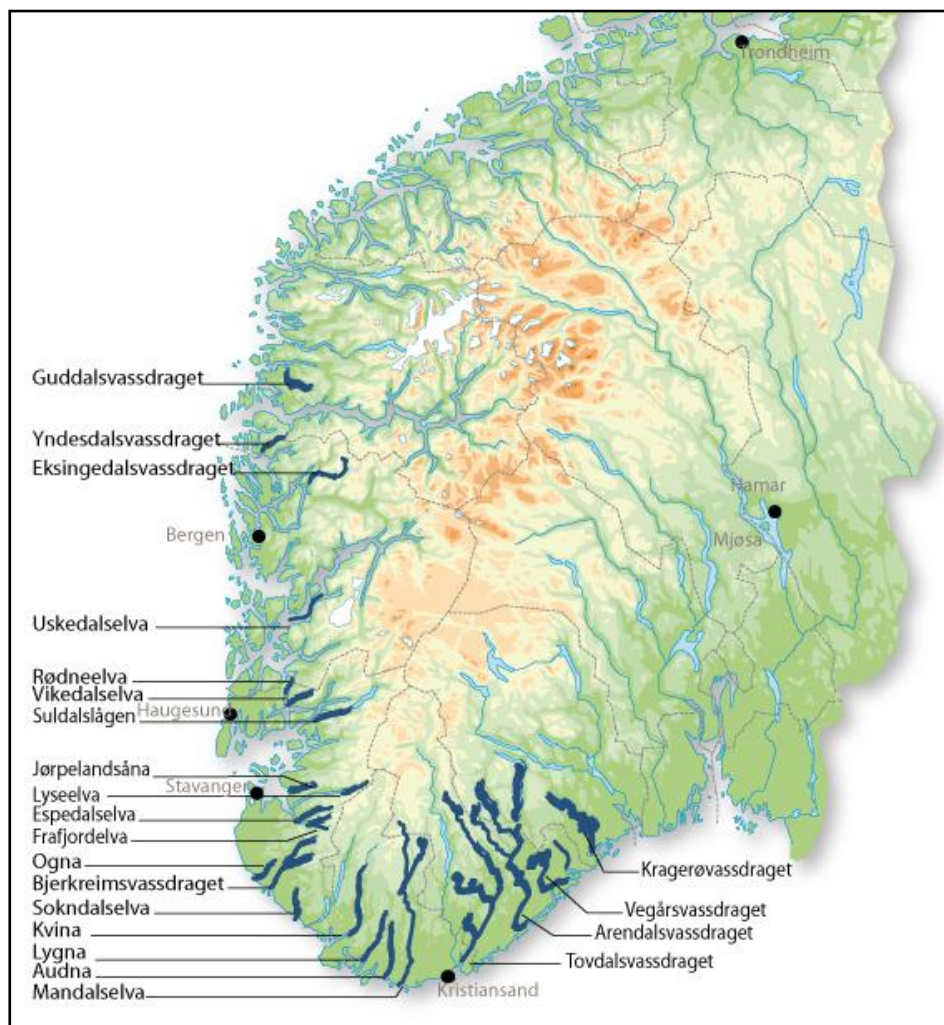 Trondheim
Guddalsvassdraget
Yndesdalsvassdraget
Eksingedalsvassdraget
Hamar
Bergen
Mjøsa
Uskedalselva
Rødneelva
Vikedalselva
Haugesund
Suldalslågen
Jørpelandsåna
Stavanger
Lyseelva
Espedalselva
Frafjordelva
Ogna
Kragerøvassdraget
Bjerkreimsvassdraget
Sokndalselva
Vegårsvassdraget
Kvina
Arendalsvassdraget
Lygna
Tovdalsvassdraget
Audna
Mandalselva
Kristiansand